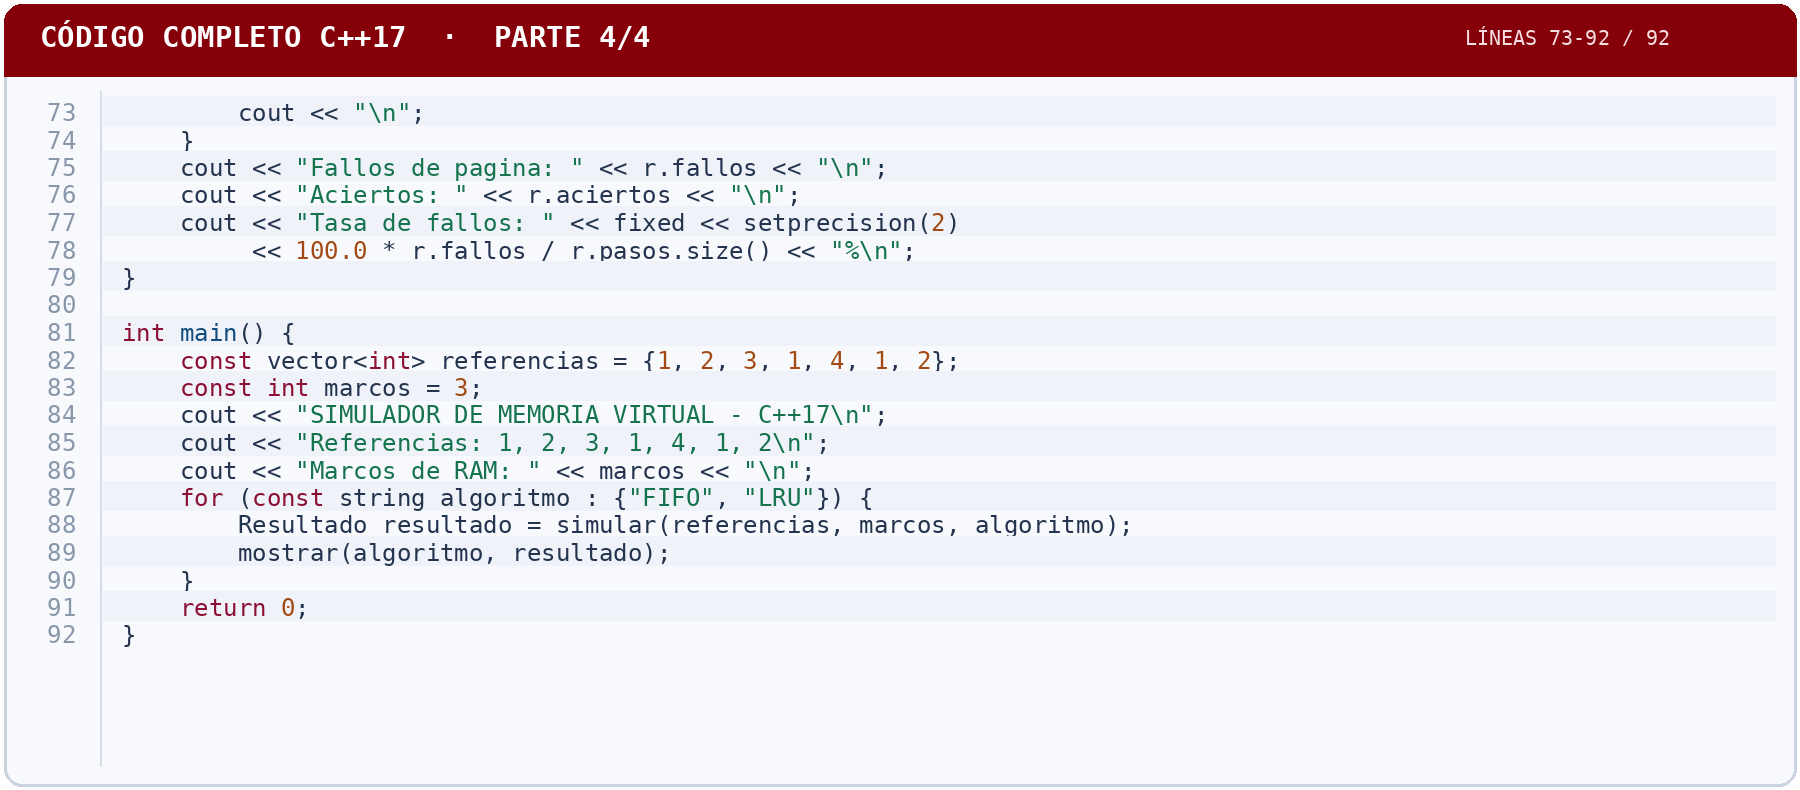 CÓDIGO COMPLETO C++17 · PARTE 4/4 LÍNEAS 73-92 / 92
73         cout << "\n";
74     }
75     cout << "Fallos de pagina: " << r.fallos << "\n";
76     cout << "Aciertos: " << r.aciertos << "\n";
77     cout << "Tasa de fallos: " << fixed << setprecision(2)
78          << 100.0 * r.fallos / r.pasos.size() << "%\n";
79 }
80
81 int main() {
82     const vector<int> referencias = {1, 2, 3, 1, 4, 1, 2};
83     const int marcos = 3;
84     cout << "SIMULADOR DE MEMORIA VIRTUAL - C++17\n";
85     cout << "Referencias: 1, 2, 3, 1, 4, 1, 2\n";
86     cout << "Marcos de RAM: " << marcos << "\n";
87     for (const string algoritmo : {"FIFO", "LRU"}) {
88         Resultado resultado = simular(referencias, marcos, algoritmo);
89         mostrar(algoritmo, resultado);
90     }
91     return 0;
92 }